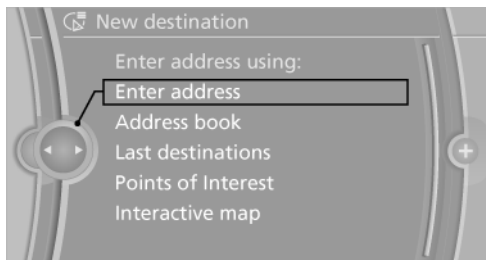 New destination
Enter address using:
Enter address
Address book
Last destinations
Points of Interest
Interactive map